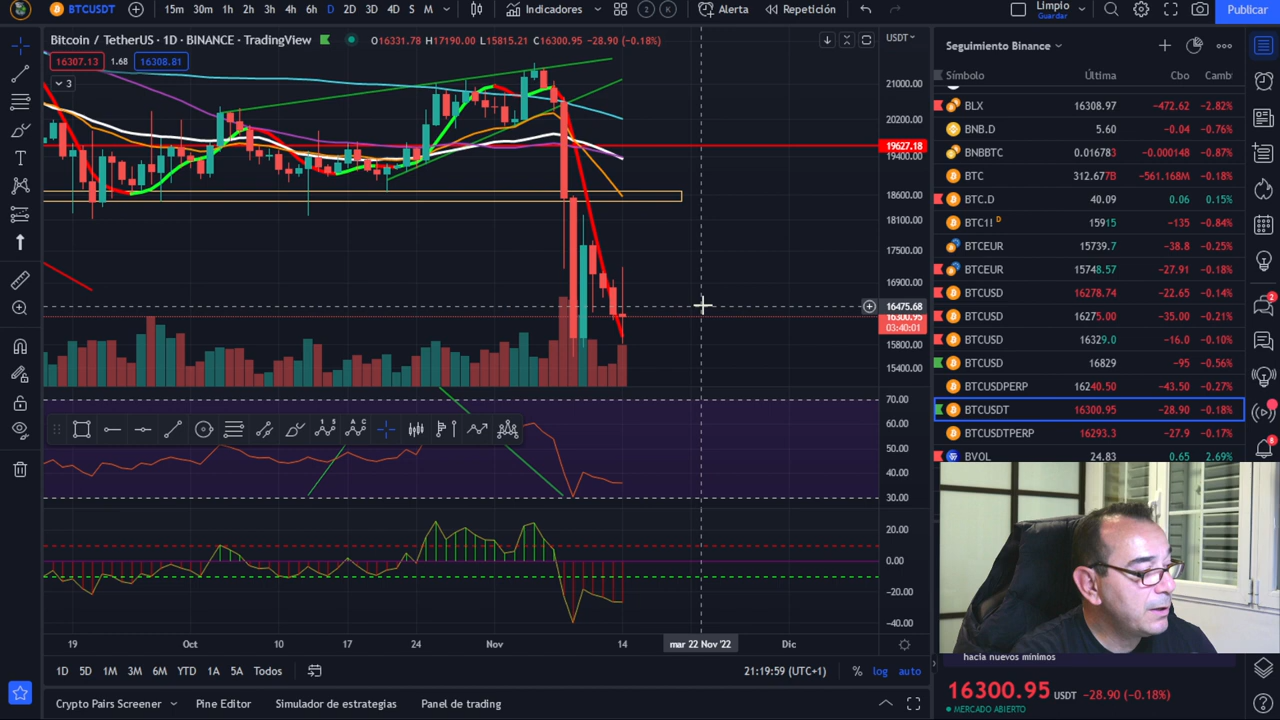 BTCUSDT
15m 30m 1h 2h 3h 4h 6h D 2D 3D 4D S M
Indicadores
2 K
Alerta
Repetición
Limpio
Guardar
Publicar
Bitcoin / TetherUS · 1D · BINANCE · TradingView
O16331.78 H17190.00 L15815.21 C16300.95 -28.90 (-0.18%)
16307.13 1.68 16308.81
3
USDT
21000.00
20200.00
19627.18
19400.00
18600.00
18100.00
17500.00
16900.00
16475.68
16300.95
03:40:01
15800.00
15400.00
70.00
60.00
50.00
40.00
30.00
20.00
0.00
-20.00
-40.00
19 Oct 10 17 24 Nov 14 mar 22 Nov '22 Dic
1D 5D 1M 3M 6M YTD 1A 5A Todos
21:19:59 (UTC+1) % log auto
Crypto Pairs Screener Pine Editor Simulador de estrategias Panel de trading
Seguimiento Binance
Símbolo Última Cbo Camb
BLX 16308.97 -472.62 -2.82%
BNB.D 5.60 -0.04 -0.76%
BNBBTC 0.016783 -0.000148 -0.87%
BTC 312.677B -561.168M -0.18%
BTC.D 40.09 0.06 0.15%
BTC1! D 15915 -135 -0.84%
BTCEUR 15739.7 -38.8 -0.25%
BTCEUR 15748.57 -27.91 -0.18%
BTCUSD 16278.74 -22.65 -0.14%
BTCUSD 16275.00 -35.00 -0.21%
BTCUSD 16329.0 -16.0 -0.10%
BTCUSD 16829 -95 -0.56%
BTCUSDPERP 16240.50 -43.50 -0.27%
BTCUSDT 16300.95 -28.90 -0.18%
BTCUSDTPERP 16293.3 -27.9 -0.17%
BVOL 24.83 0.65 2.69%
2
8
hacia nuevos mínimos
16300.95 USDT -28.90 (-0.18%)
MERCADO ABIERTO